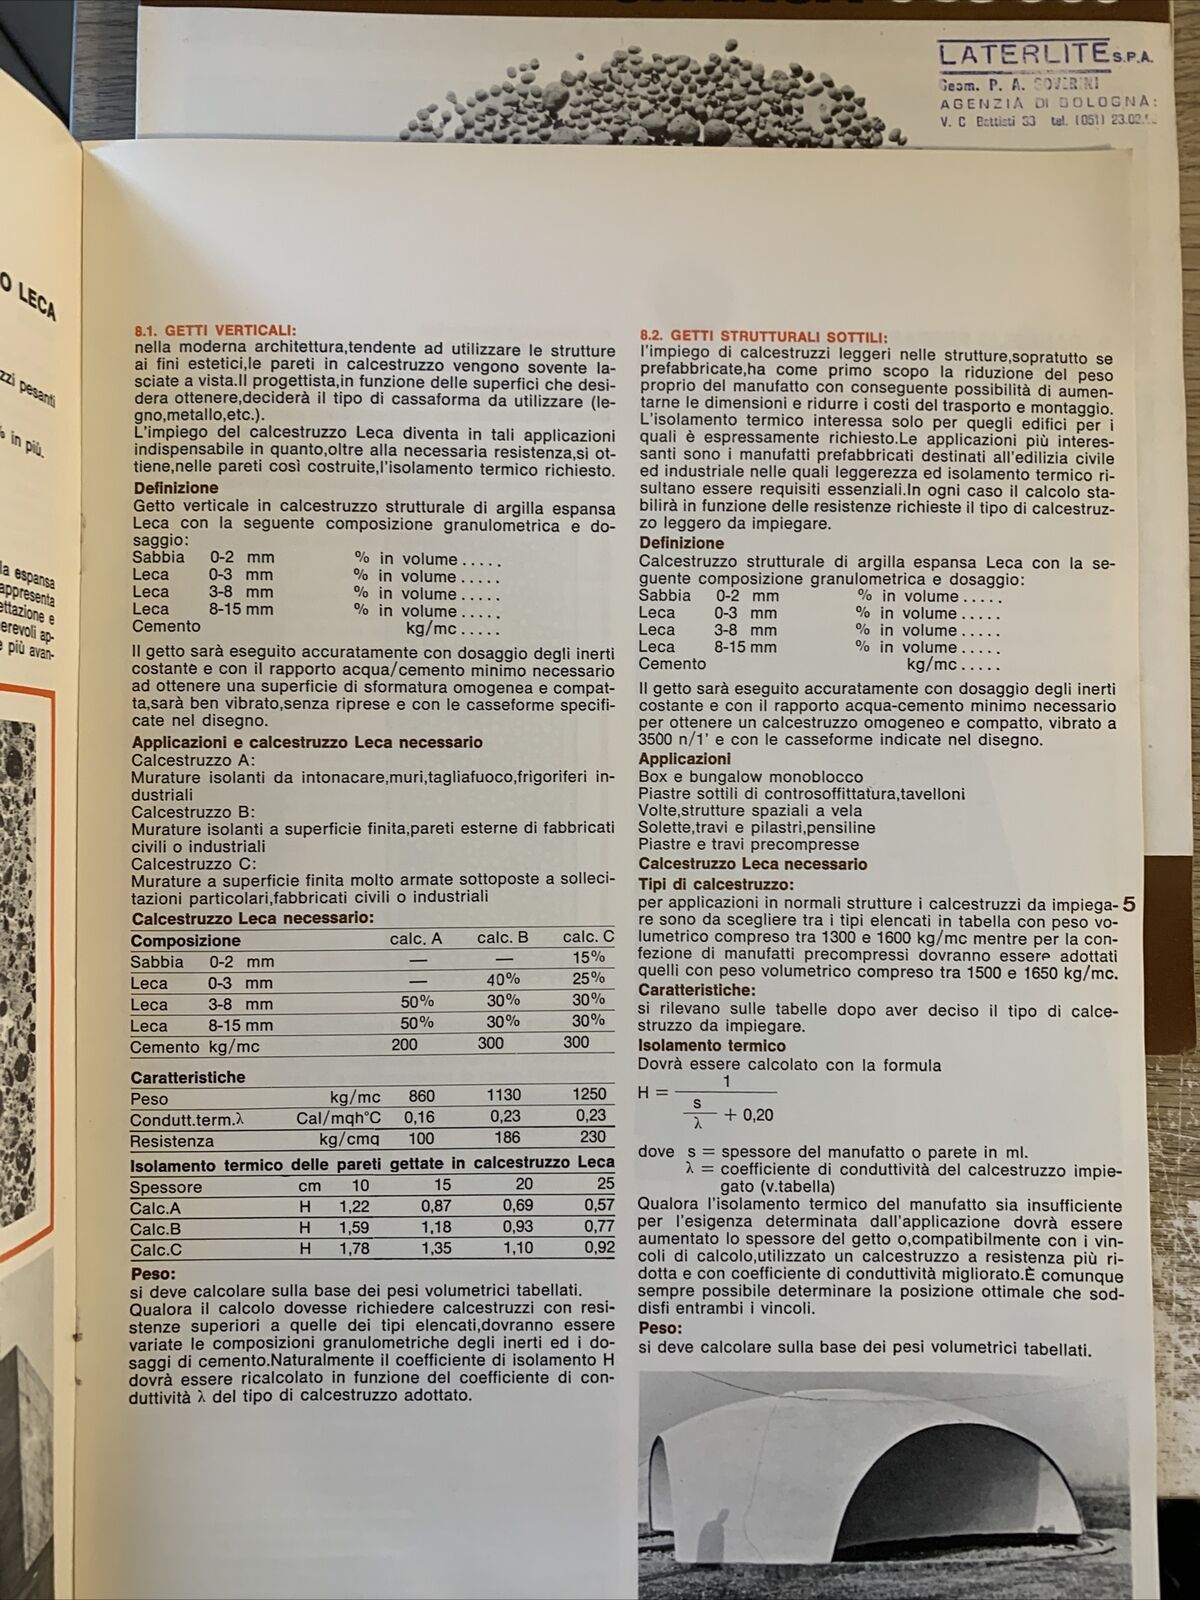 LATERLITE S.P.A.
Geom. P. A. SOVERINI
AGENZIA DI BOLOGNA:
V. C Battisti 33 tel. (051) 23.02.
O LECA
zzi pesanti
% in più.
la espansa
appresenta
ettazione e
erevoli ap-
e più avan-
8.1. GETTI VERTICALI:
nella moderna architettura,tendente ad utilizzare le strutture
ai fini estetici,le pareti in calcestruzzo vengono sovente la-
sciate a vista.Il progettista,in funzione delle superfici che desi-
dera ottenere,deciderà il tipo di cassaforma da utilizzare (le-
gno,metallo,etc.).
L'impiego del calcestruzzo Leca diventa in tali applicazioni
indispensabile in quanto,oltre alla necessaria resistenza,si ot-
tiene,nelle pareti così costruite,l'isolamento termico richiesto.
Definizione
Getto verticale in calcestruzzo strutturale di argilla espansa
Leca con la seguente composizione granulometrica e do-
saggio:
Sabbia 0-2 mm % in volume.....
Leca 0-3 mm % in volume.....
Leca 3-8 mm % in volume.....
Leca 8-15 mm % in volume.....
Cemento kg/mc.....
Il getto sarà eseguito accuratamente con dosaggio degli inerti
costante e con il rapporto acqua/cemento minimo necessario
ad ottenere una superficie di sformatura omogenea e compat-
ta,sarà ben vibrato,senza riprese e con le casseforme specifi-
cate nel disegno.
Applicazioni e calcestruzzo Leca necessario
Calcestruzzo A:
Murature isolanti da intonacare,muri,tagliafuoco,frigoriferi in-
dustriali
Calcestruzzo B:
Murature isolanti a superficie finita,pareti esterne di fabbricati
civili o industriali
Calcestruzzo C:
Murature a superficie finita molto armate sottoposte a solleci-
tazioni particolari,fabbricati civili o industriali
Calcestruzzo Leca necessario:
Composizione calc. A calc. B calc. C
Sabbia 0-2 mm — — 15%
Leca 0-3 mm — 40% 25%
Leca 3-8 mm 50% 30% 30%
Leca 8-15 mm 50% 30% 30%
Cemento kg/mc 200 300 300
Caratteristiche
Peso kg/mc 860 1130 1250
Condutt.term.λ Cal/mqh°C 0,16 0,23 0,23
Resistenza kg/cmq 100 186 230
Isolamento termico delle pareti gettate in calcestruzzo Leca
Spessore cm 10 15 20 25
Calc.A H 1,22 0,87 0,69 0,57
Calc.B H 1,59 1,18 0,93 0,77
Calc.C H 1,78 1,35 1,10 0,92
Peso:
si deve calcolare sulla base dei pesi volumetrici tabellati.
Qualora il calcolo dovesse richiedere calcestruzzi con resi-
stenze superiori a quelle dei tipi elencati,dovranno essere
variate le composizioni granulometriche degli inerti ed i do-
saggi di cemento.Naturalmente il coefficiente di isolamento H
dovrà essere ricalcolato in funzione del coefficiente di con-
duttività λ del tipo di calcestruzzo adottato.
8.2. GETTI STRUTTURALI SOTTILI:
l'impiego di calcestruzzi leggeri nelle strutture,sopratutto se
prefabbricate,ha come primo scopo la riduzione del peso
proprio del manufatto con conseguente possibilità di aumen-
tarne le dimensioni e ridurre i costi del trasporto e montaggio.
L'isolamento termico interessa solo per quegli edifici per i
quali è espressamente richiesto.Le applicazioni più interes-
santi sono i manufatti prefabbricati destinati all'edilizia civile
ed industriale nelle quali leggerezza ed isolamento termico ri-
sultano essere requisiti essenziali.In ogni caso il calcolo sta-
bilirà in funzione delle resistenze richieste il tipo di calcestruz-
zo leggero da impiegare.
Definizione
Calcestruzzo strutturale di argilla espansa Leca con la se-
guente composizione granulometrica e dosaggio:
Sabbia 0-2 mm % in volume.....
Leca 0-3 mm % in volume.....
Leca 3-8 mm % in volume.....
Leca 8-15 mm % in volume.....
Cemento kg/mc.....
Il getto sarà eseguito accuratamente con dosaggio degli inerti
costante e con il rapporto acqua-cemento minimo necessario
per ottenere un calcestruzzo omogeneo e compatto, vibrato a
3500 n/1' e con le casseforme indicate nel disegno.
Applicazioni
Box e bungalow monoblocco
Piastre sottili di controsoffittatura,tavelloni
Volte,strutture spaziali a vela
Solette,travi e pilastri,pensiline
Piastre e travi precompresse
Calcestruzzo Leca necessario
Tipi di calcestruzzo:
per applicazioni in normali strutture i calcestruzzi da impiega-
re sono da scegliere tra i tipi elencati in tabella con peso vo-
lumetrico compreso tra 1300 e 1600 kg/mc mentre per la con-
fezione di manufatti precompressi dovranno essere adottati
quelli con peso volumetrico compreso tra 1500 e 1650 kg/mc.
Caratteristiche:
si rilevano sulle tabelle dopo aver deciso il tipo di calce-
struzzo da impiegare.
Isolamento termico
Dovrà essere calcolato con la formula
1
H =
s
+ 0,20
λ
dove s = spessore del manufatto o parete in ml.
λ = coefficiente di conduttività del calcestruzzo impie-
gato (v.tabella)
Qualora l'isolamento termico del manufatto sia insufficiente
per l'esigenza determinata dall'applicazione dovrà essere
aumentato lo spessore del getto o,compatibilmente con i vin-
coli di calcolo,utilizzato un calcestruzzo a resistenza più ri-
dotta e con coefficiente di conduttività migliorato.È comunque
sempre possibile determinare la posizione ottimale che sod-
disfi entrambi i vincoli.
Peso:
si deve calcolare sulla base dei pesi volumetrici tabellati.
5